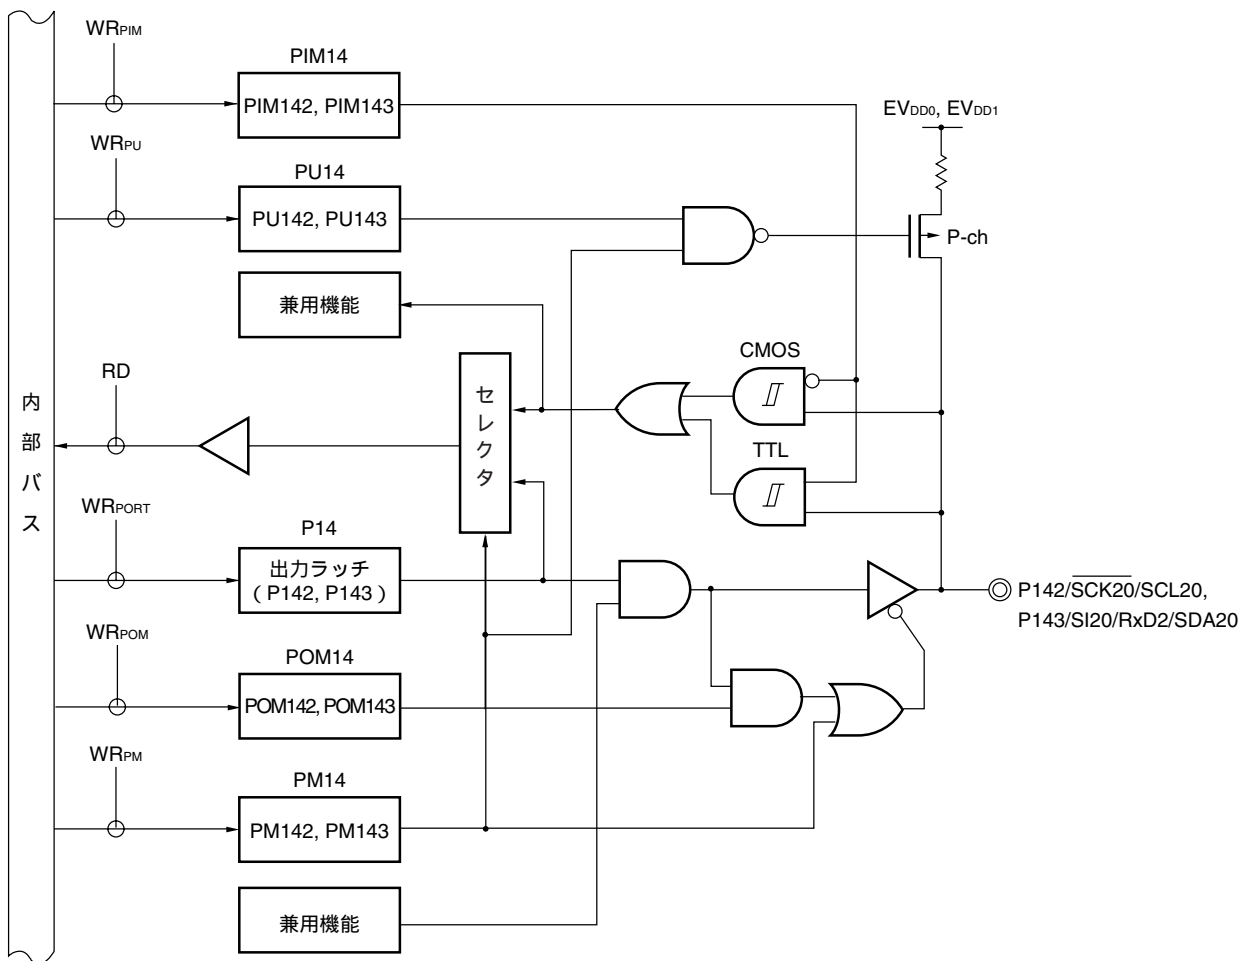 WRPIM
PIM14
PIM142, PIM143
EVDD0, EVDD1
WRPU
PU14
PU142, PU143
P-ch
兼用機能
CMOS
RD
セレクタ
内部バス
TTL
WRPORT
P14
出力ラッチ
（P142, P143）
P142/SCK20/SCL20,
P143/SI20/RxD2/SDA20
WRPOM
POM14
POM142, POM143
WRPM
PM14
PM142, PM143
兼用機能